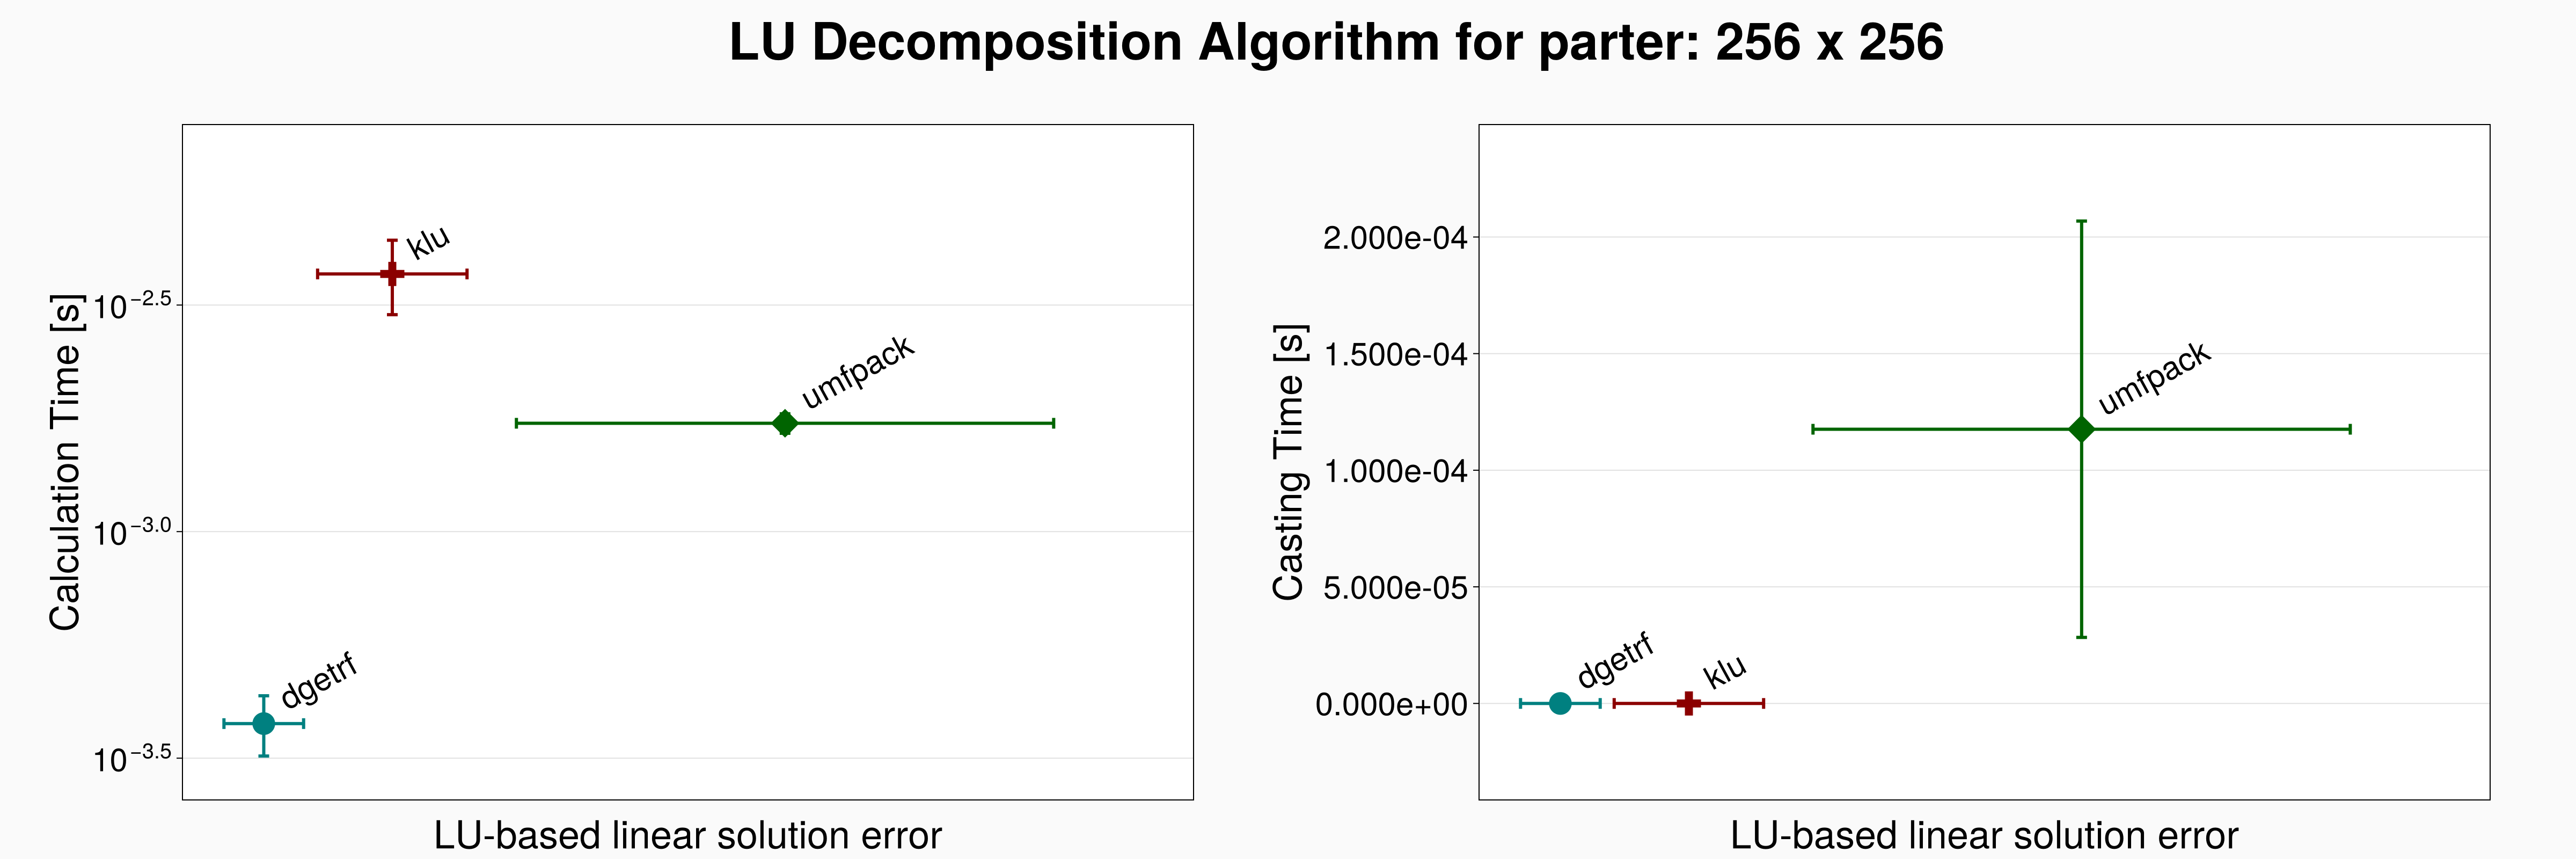 LU Decomposition Algorithm for parter: 256 x 256
Calculation Time [s]
10^−2.5
10^−3.0
10^−3.5
klu
umfpack
dgetrf
LU-based linear solution error
Casting Time [s]
2.000e-04
1.500e-04
1.000e-04
5.000e-05
0.000e+00
umfpack
dgetrf
klu
LU-based linear solution error